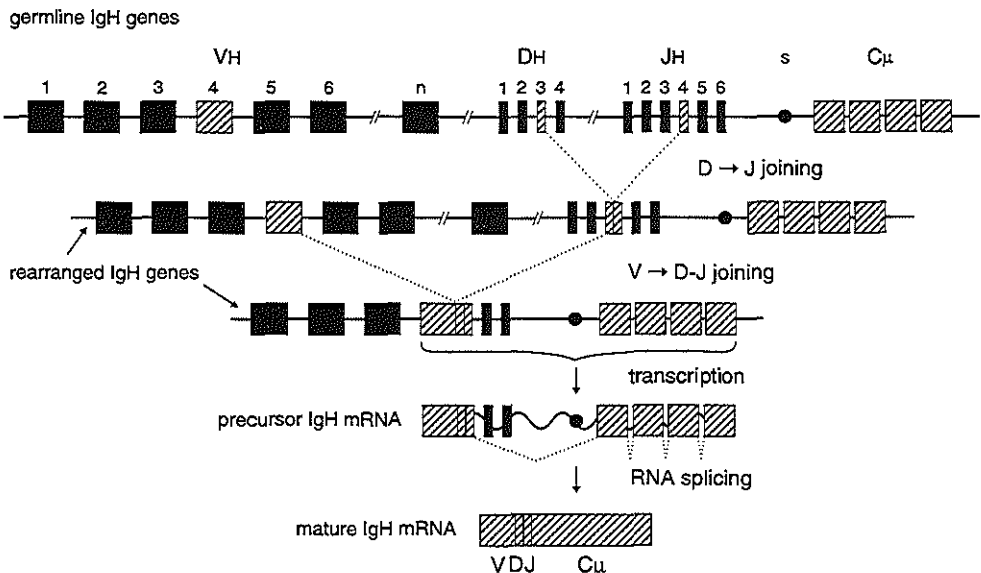 germline IgH genes
VH DH JH s Cμ
1 2 3 4 5 6 n 1 2 3 4 1 2 3 4 5 6
D → J joining
rearranged IgH genes
V → D-J joining
transcription
precursor IgH mRNA
RNA splicing
mature IgH mRNA
V D J Cμ